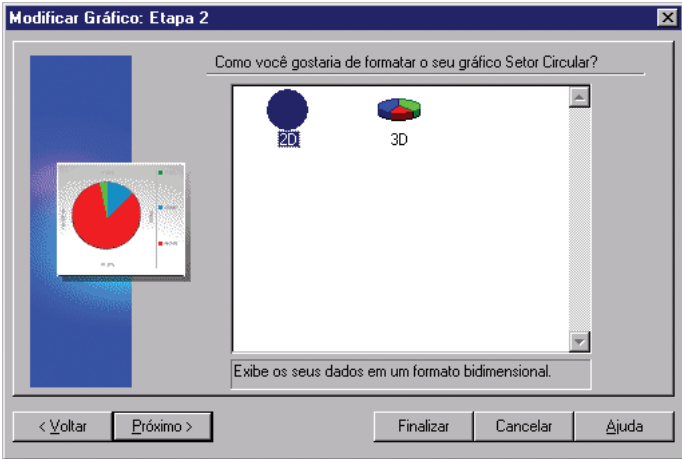 Modificar Gráfico: Etapa 2
Como você gostaria de formatar o seu gráfico Setor Circular?
2D
3D
Exibe os seus dados em um formato bidimensional.
< Voltar
Próximo >
Finalizar
Cancelar
Ajuda